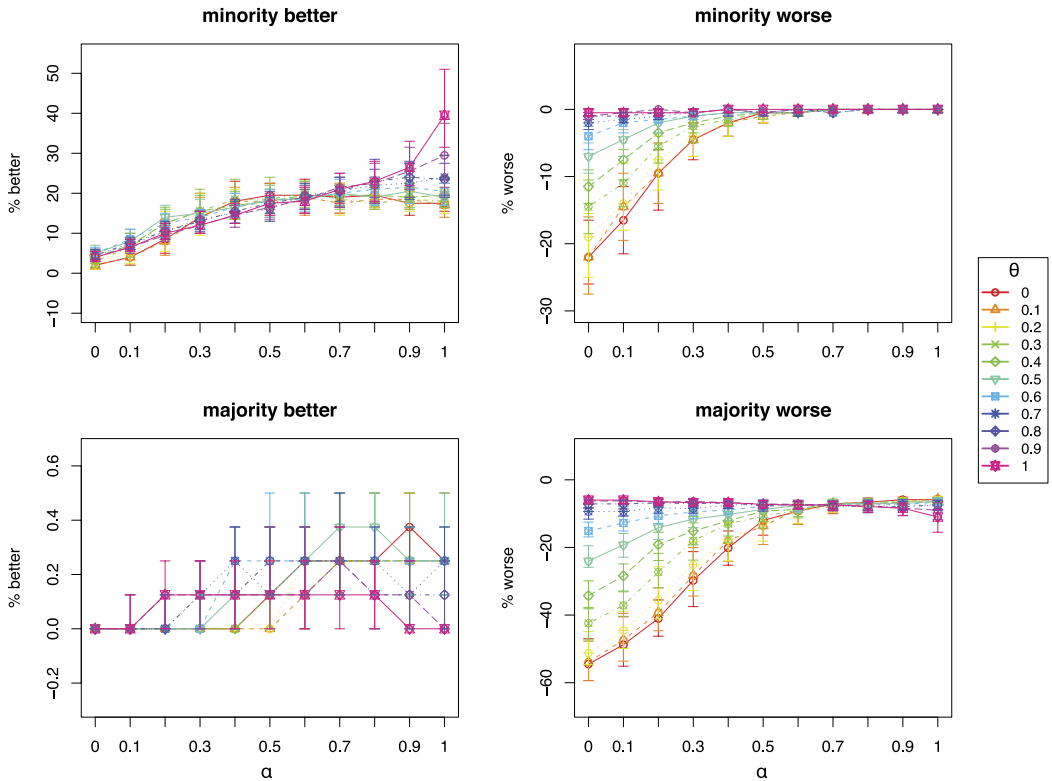 minority better
% better
50
40
30
20
10
0
−10
0 0.1 0.3 0.5 0.7 0.9 1
minority worse
% worse
0
−10
−20
−30
0 0.1 0.3 0.5 0.7 0.9 1
θ
0
0.1
0.2
0.3
0.4
0.5
0.6
0.7
0.8
0.9
1
majority better
% better
0.6
0.4
0.2
0.0
−0.2
0 0.1 0.3 0.5 0.7 0.9 1
α
majority worse
% worse
0
−20
−40
−60
0 0.1 0.3 0.5 0.7 0.9 1
α